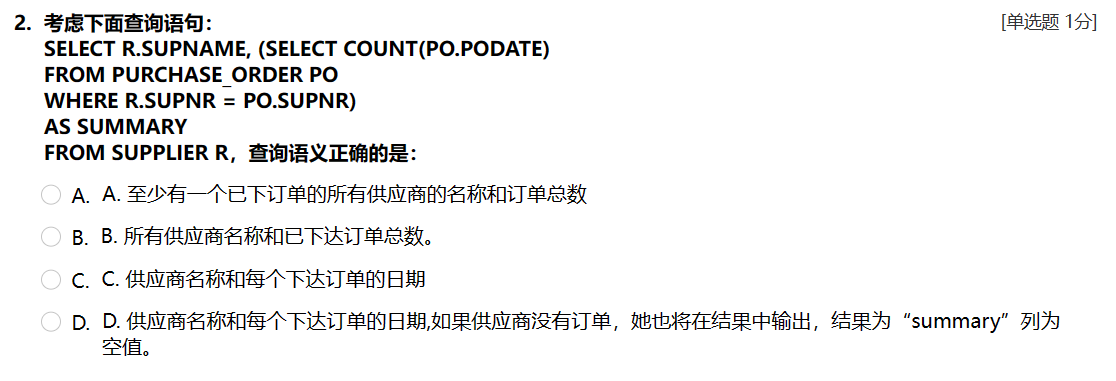 2. 考虑下面查询语句： [单选题 1分]
SELECT R.SUPNAME, (SELECT COUNT(PO.PODATE)
FROM PURCHASE_ORDER PO
WHERE R.SUPNR = PO.SUPNR)
AS SUMMARY
FROM SUPPLIER R，查询语义正确的是：
A. A. 至少有一个已下订单的所有供应商的名称和订单总数
B. B. 所有供应商名称和已下达订单总数。
C. C. 供应商名称和每个下达订单的日期
D. D. 供应商名称和每个下达订单的日期,如果供应商没有订单，她也将在结果中输出，结果为“summary”列为
空值。